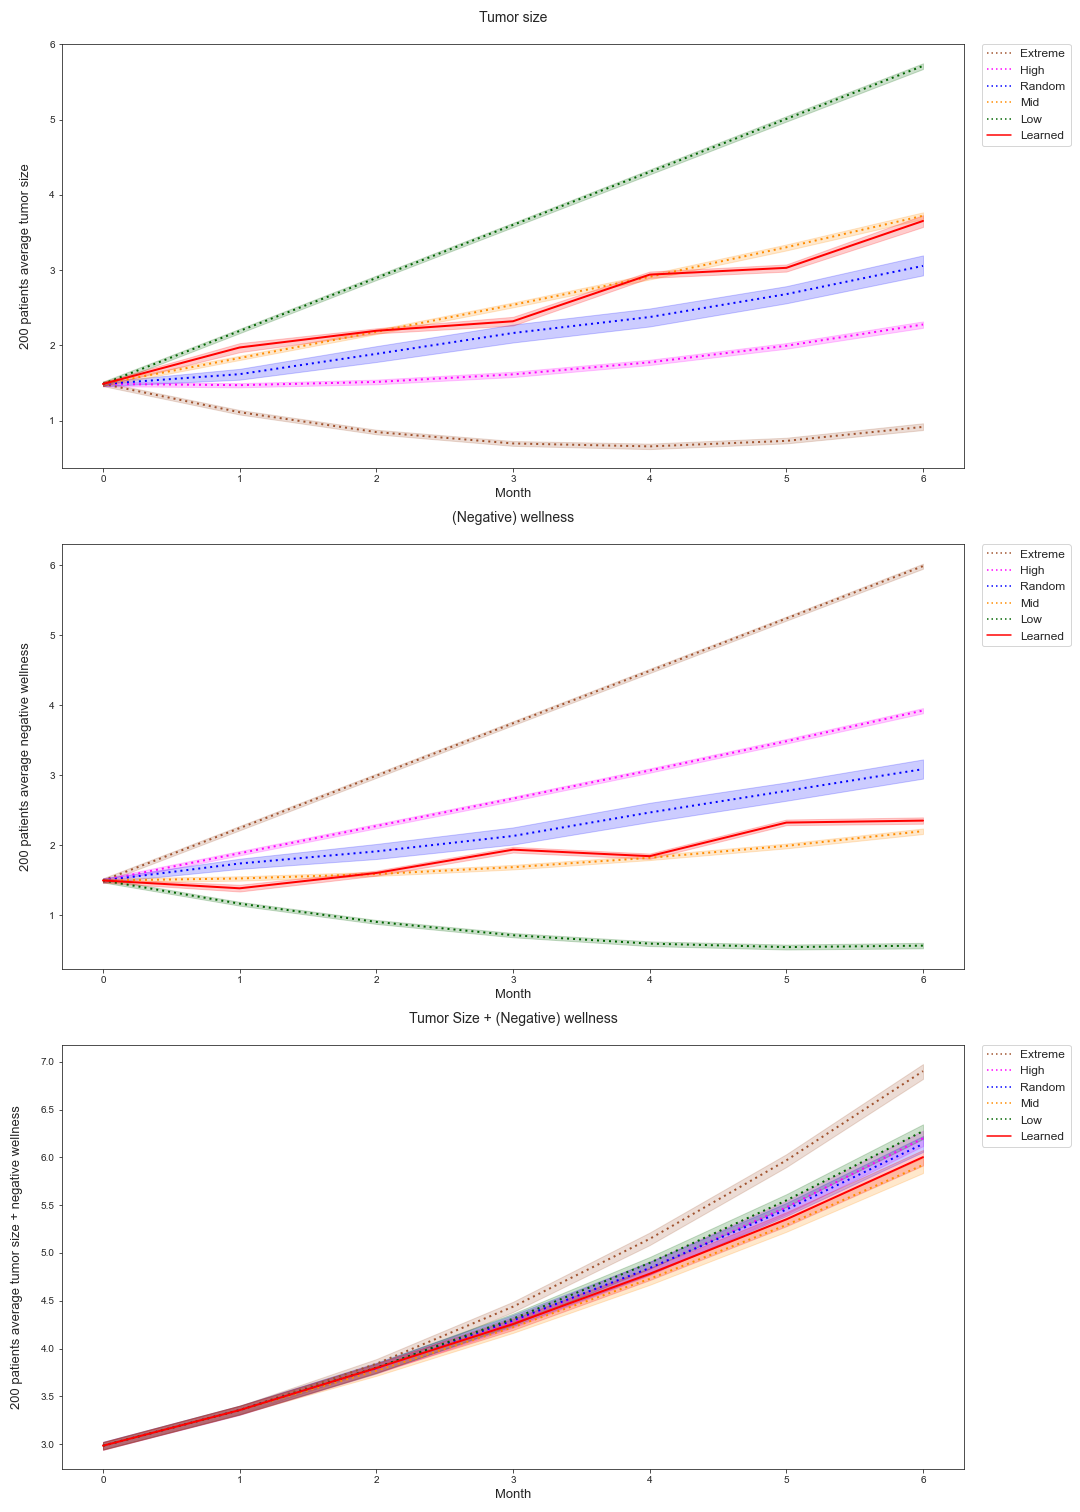 Tumor size
200 patients average tumor size
6
5
4
3
2
1
0 1 2 3 4 5 6
Month
Extreme
High
Random
Mid
Low
Learned
(Negative) wellness
200 patients average negative wellness
6
5
4
3
2
1
0 1 2 3 4 5 6
Month
Extreme
High
Random
Mid
Low
Learned
Tumor Size + (Negative) wellness
200 patients average tumor size + negative wellness
7.0
6.5
6.0
5.5
5.0
4.5
4.0
3.5
3.0
0 1 2 3 4 5 6
Month
Extreme
High
Random
Mid
Low
Learned